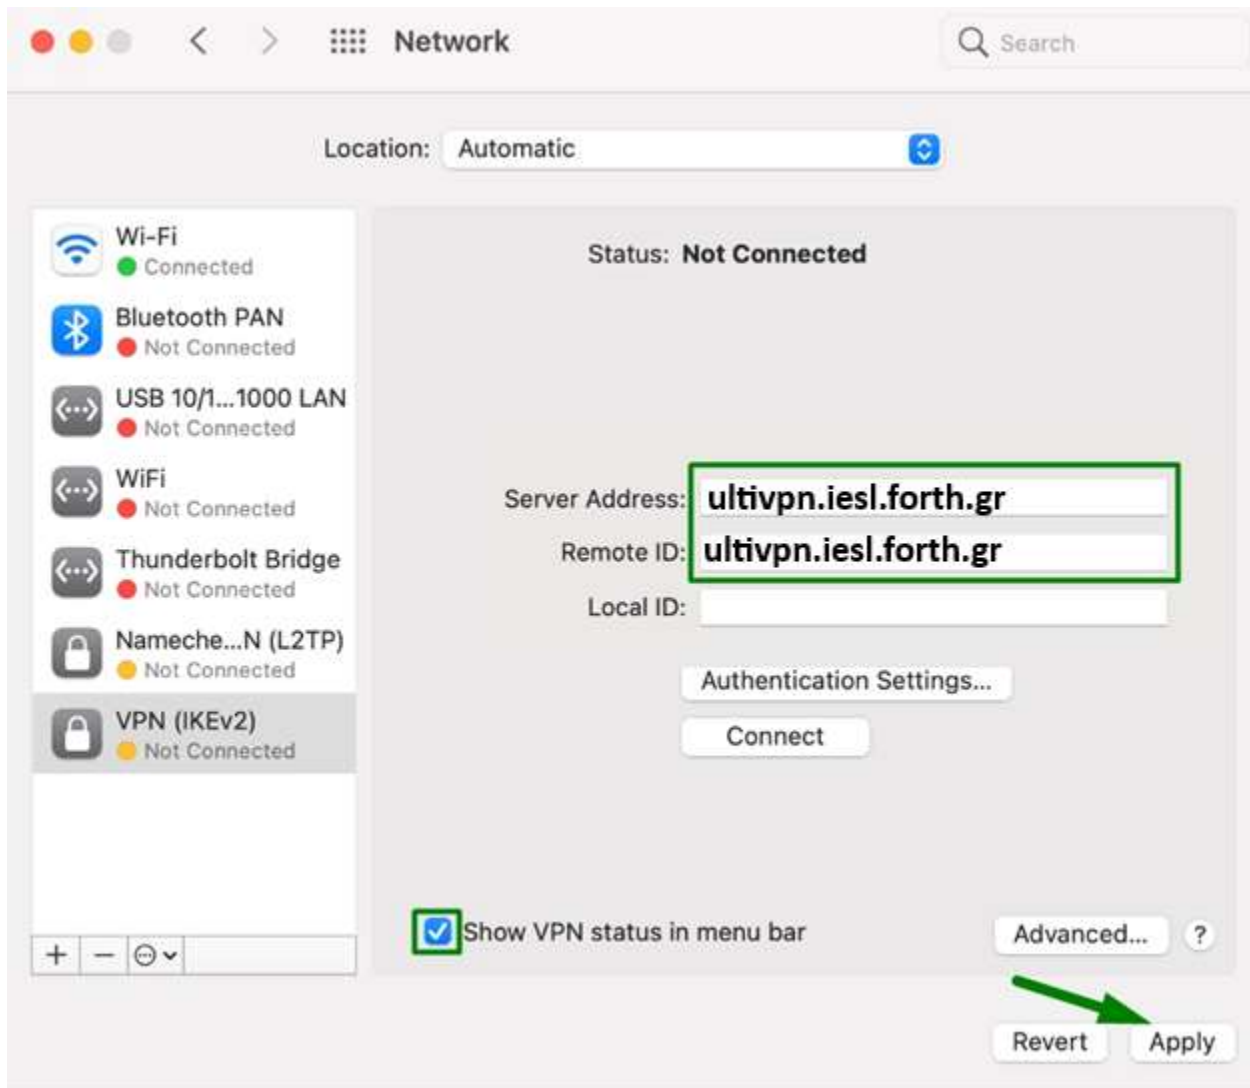 Network
Search
Location: Automatic
Wi-Fi
Connected
Bluetooth PAN
Not Connected
USB 10/1...1000 LAN
Not Connected
WiFi
Not Connected
Thunderbolt Bridge
Not Connected
Nameche...N (L2TP)
Not Connected
VPN (IKEv2)
Not Connected
Status: Not Connected
Server Address: ultivpn.iesl.forth.gr
Remote ID: ultivpn.iesl.forth.gr
Local ID:
Authentication Settings...
Connect
Show VPN status in menu bar
Advanced... ?
Revert Apply